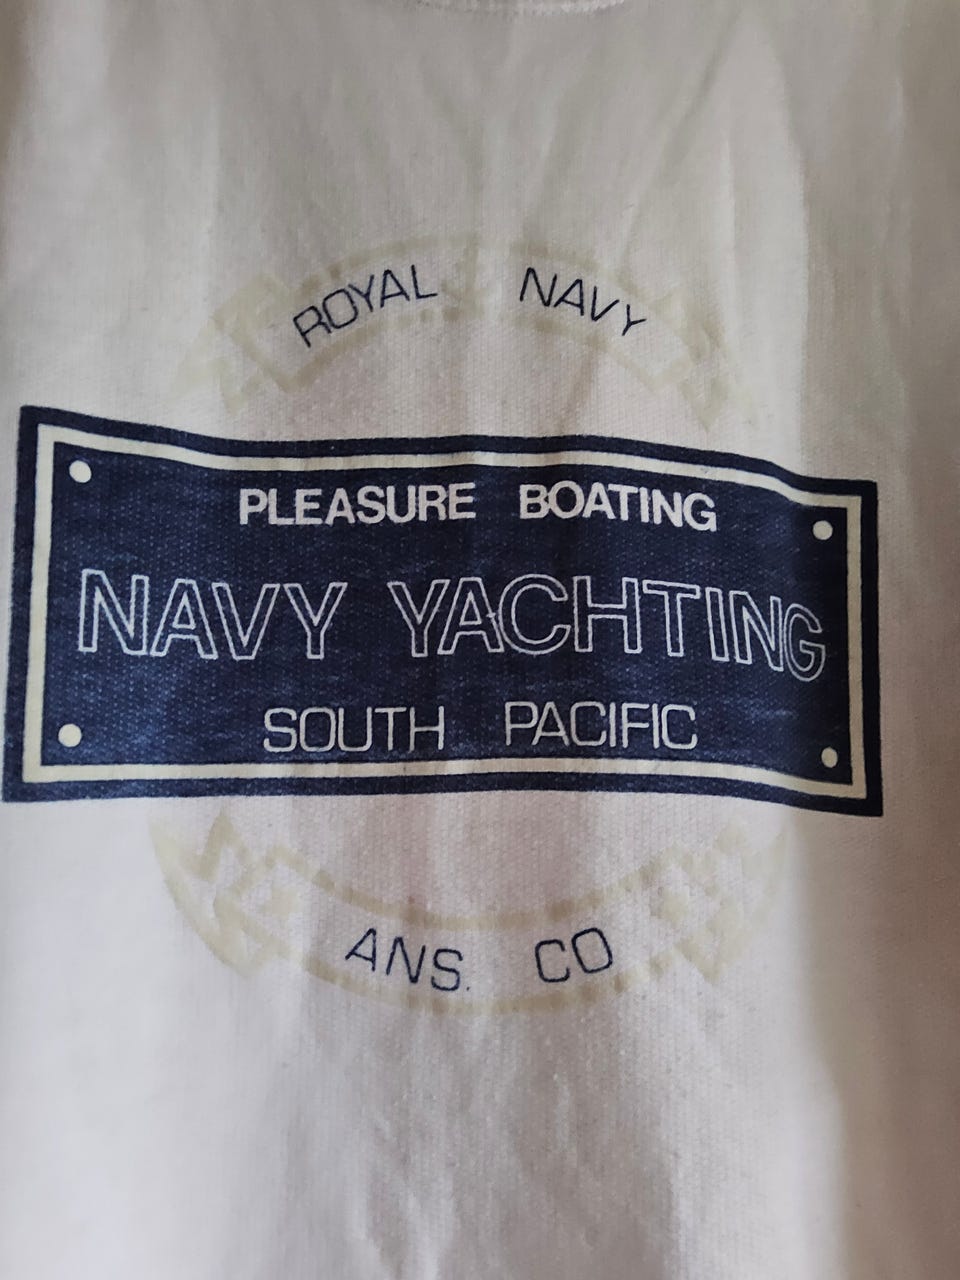 ROYAL NAVY
PLEASURE BOATING
NAVY YACHTING
SOUTH PACIFIC
ANS. CO